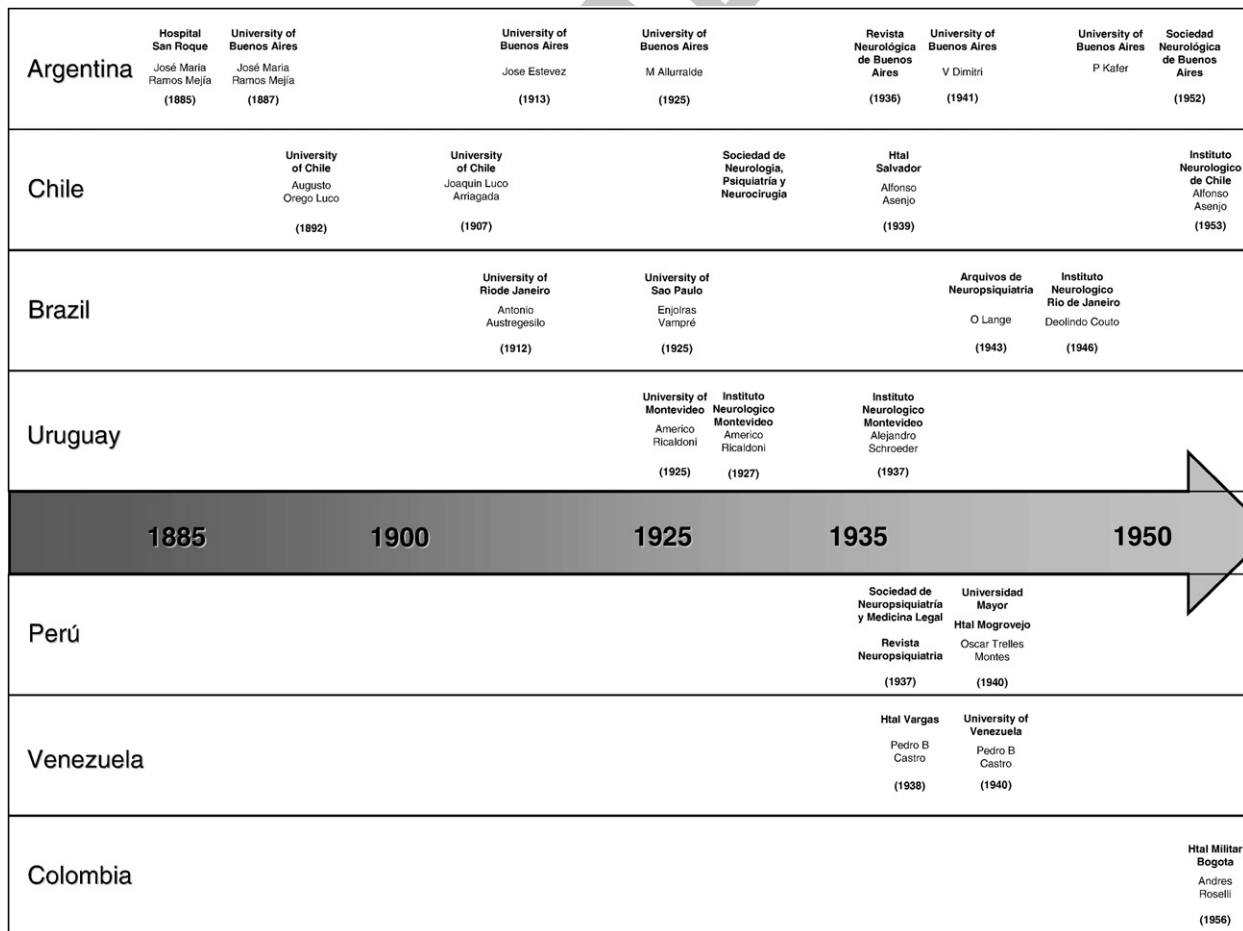 Argentina
Hospital
San Roque
José Maria
Ramos Mejía
(1885)
University of
Buenos Aires
José Maria
Ramos Mejía
(1887)
University of
Buenos Aires
Jose Estevez
(1913)
University of
Buenos Aires
M Allurralde
(1925)
Revista
Neurológica
de Buenos
Aires
(1936)
University of
Buenos Aires
V Dimitri
(1941)
University of
Buenos Aires
P Kafer
Sociedad
Neurológica
de Buenos
Aires
(1952)
Chile
University
of Chile
Augusto
Orego Luco
(1892)
University
of Chile
Joaquin Luco
Arriagada
(1907)
Sociedad de
Neurologia,
Psiquiatría y
Neurocirugia
Htal
Salvador
Alfonso
Asenjo
(1939)
Instituto
Neurologico
de Chile
Alfonso
Asenjo
(1953)
Brazil
University of
Riode Janeiro
Antonio
Austregesilo
(1912)
University of
Sao Paulo
Enjolras
Vampré
(1925)
Arquivos de
Neuropsiquiatria
O Lange
(1943)
Instituto
Neurologico
Rio de Janeiro
Deolindo Couto
(1946)
Uruguay
University of
Montevideo
Americo
Ricaldoni
(1925)
Instituto
Neurologico
Montevideo
Americo
Ricaldoni
(1927)
Instituto
Neurologico
Montevideo
Alejandro
Schroeder
(1937)
1885
1900
1925
1935
1950
Perú
Sociedad de
Neuropsiquiatría
y Medicina Legal
Revista
Neuropsiquiatria
(1937)
Universidad
Mayor
Htal Mogrovejo
Oscar Trelles
Montes
(1940)
Venezuela
Htal Vargas
Pedro B
Castro
(1938)
University of
Venezuela
Pedro B
Castro
(1940)
Colombia
Htal Militar
Bogota
Andres
Roselli
(1956)